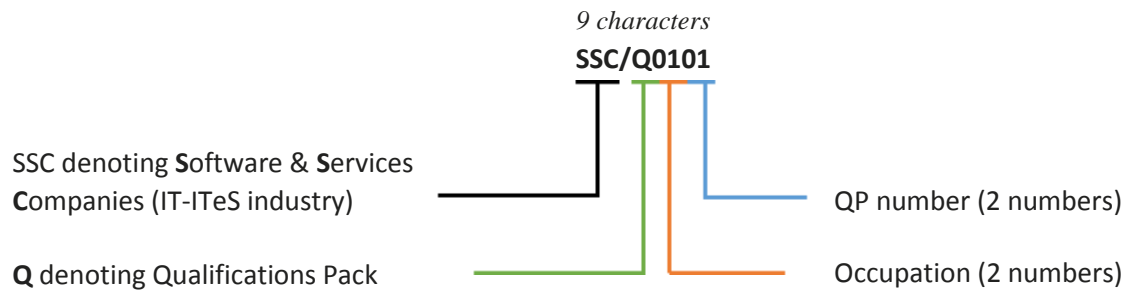 9 characters
SSC/Q0101
SSC denoting Software & Services
Companies (IT-ITeS industry)
QP number (2 numbers)
Q denoting Qualifications Pack
Occupation (2 numbers)